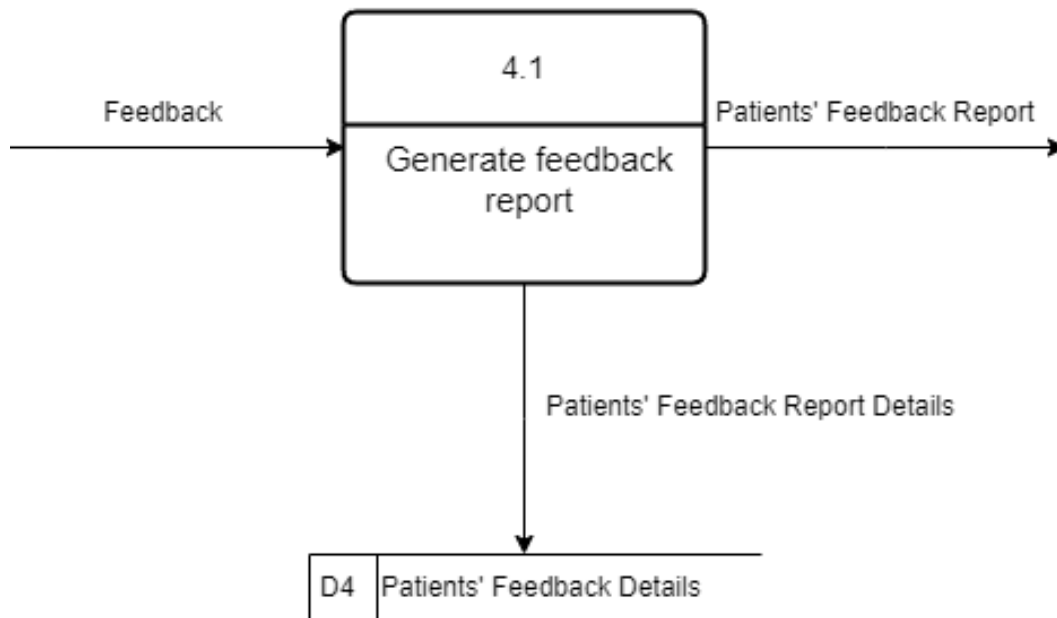 4.1
Feedback
Patients' Feedback Report
Generate feedback
report
Patients' Feedback Report Details
D4
Patients' Feedback Details